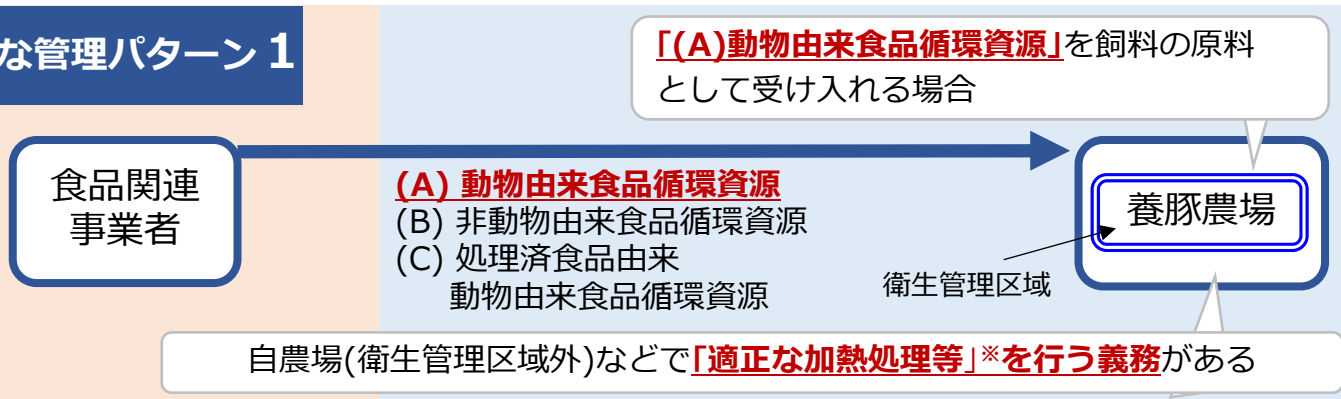 な管理パターン１
「(A)動物由来食品循環資源」を飼料の原料
として受け入れる場合
食品関連
事業者
(A) 動物由来食品循環資源
(B) 非動物由来食品循環資源
(C) 処理済食品由来
動物由来食品循環資源
養豚農場
衛生管理区域
自農場(衛生管理区域外)などで「適正な加熱処理等」※を行う義務がある